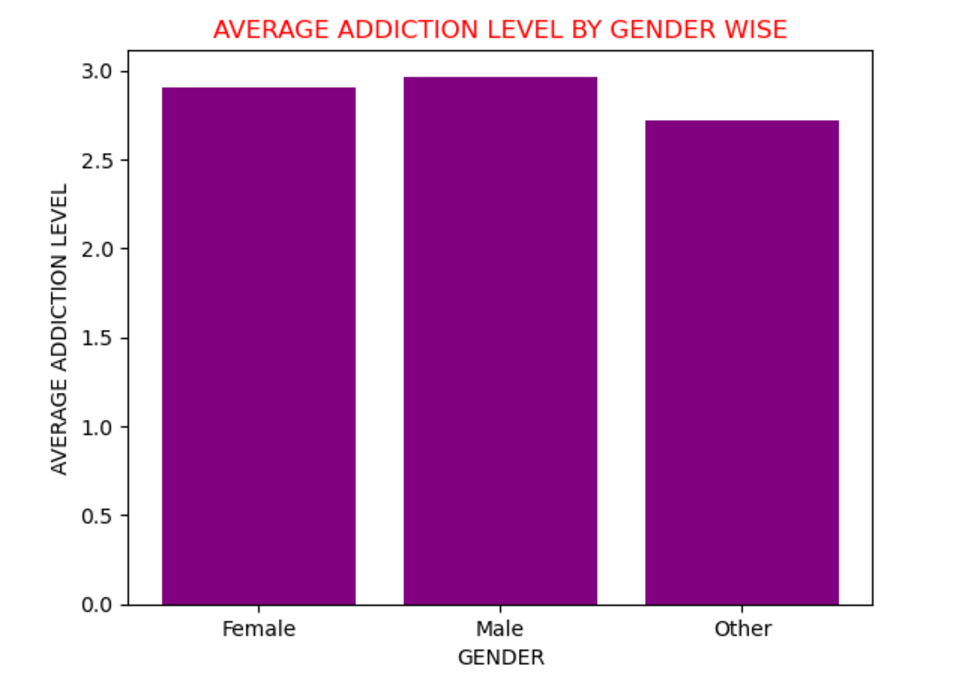 AVERAGE ADDICTION LEVEL BY GENDER WISE
AVERAGE ADDICTION LEVEL
3.0
2.5
2.0
1.5
1.0
0.5
0.0
Female Male Other
GENDER